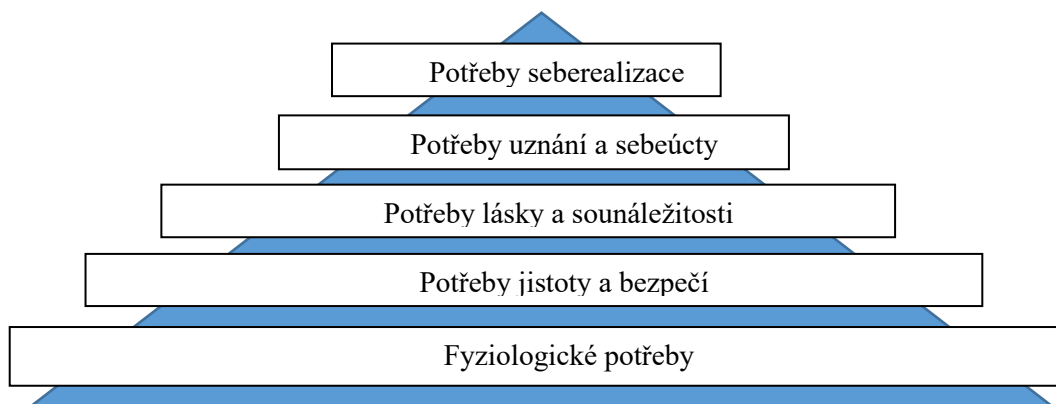 Potřeby seberealizace
Potřeby uznání a sebeúcty
Potřeby lásky a sounáležitosti
Potřeby jistoty a bezpečí
Fyziologické potřeby